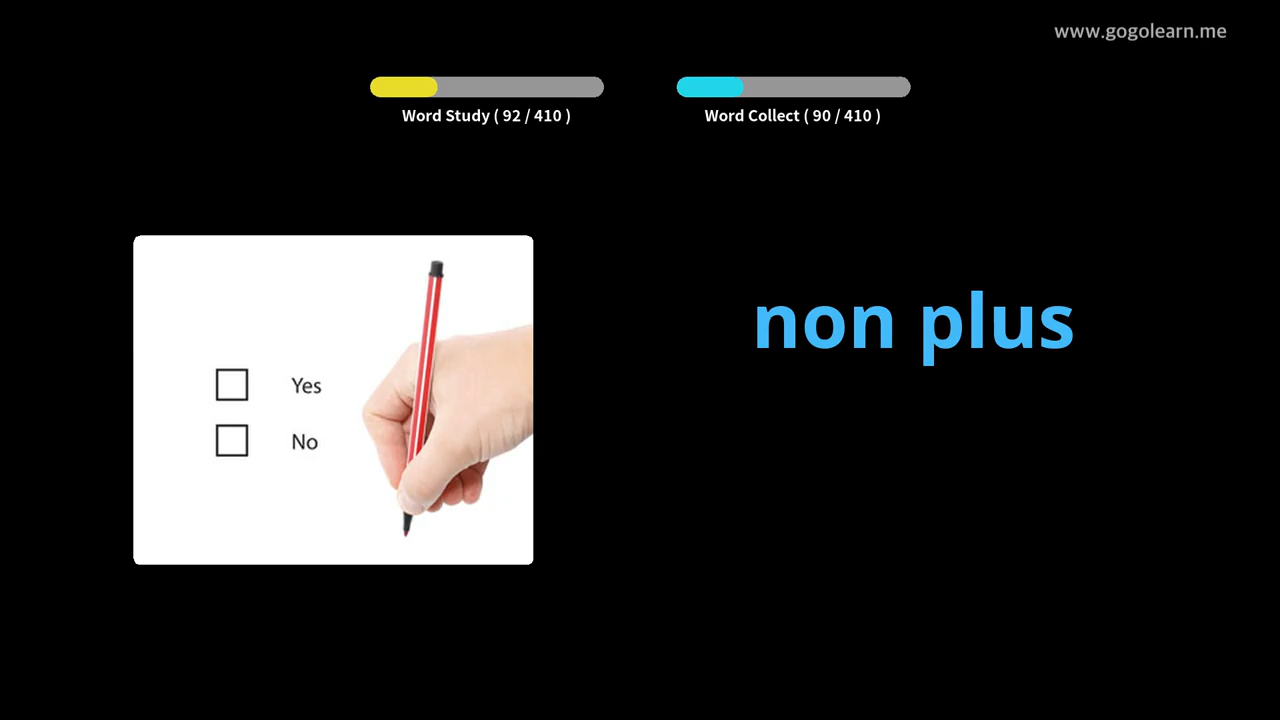 www.gogolearn.me
Word Study ( 92 / 410 )
Word Collect ( 90 / 410 )
non plus
Yes
No